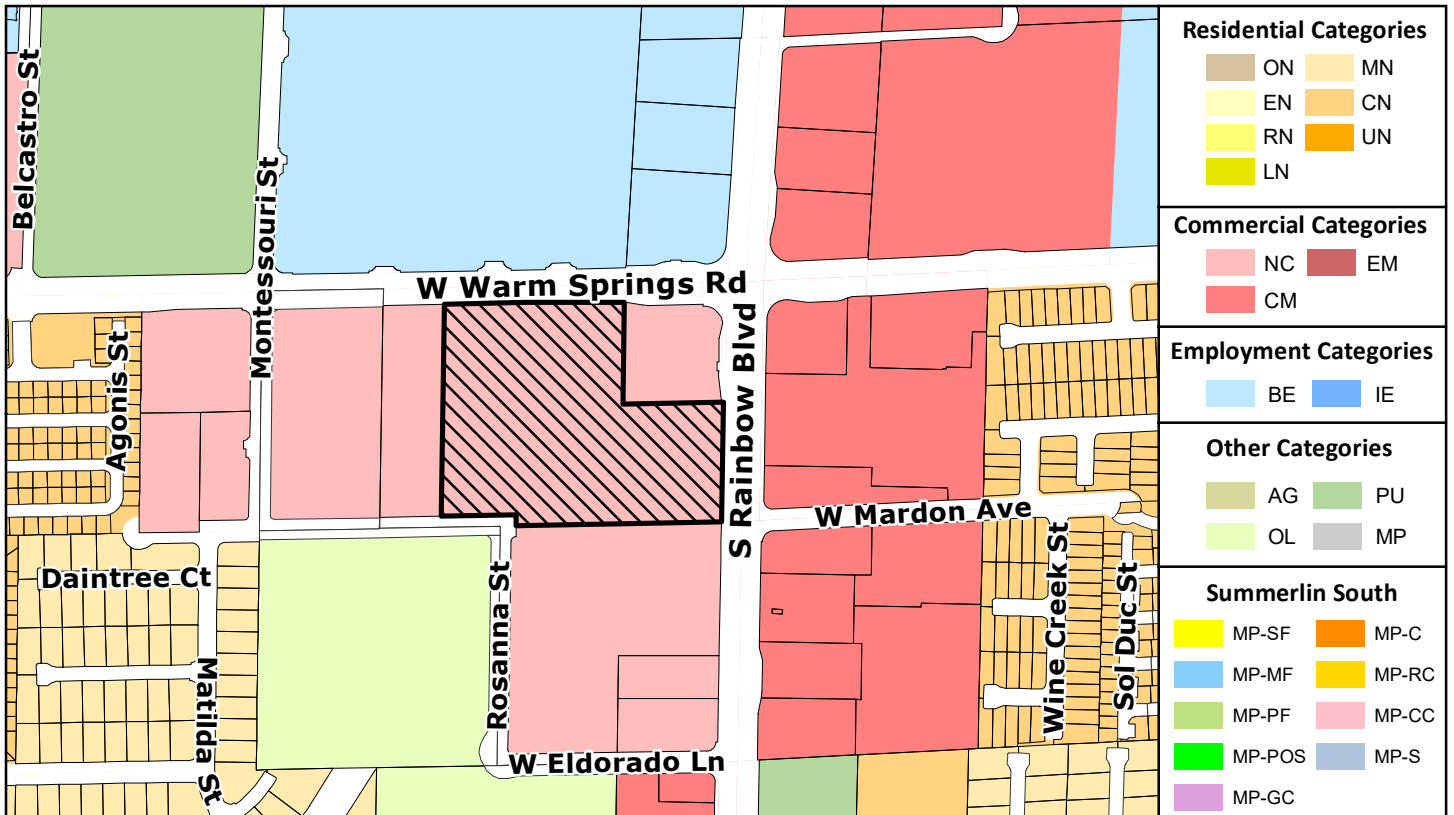 Belcastro St
Montessouri St
W Warm Springs Rd
Agonis St
S Rainbow Blvd
W Mardon Ave
Daintree Ct
Matilda St
Rosanna St
Wine Creek St
Sol Duc St
W Eldorado Ln
Residential Categories
ON MN
EN CN
RN UN
LN
Commercial Categories
NC EM
CM
Employment Categories
BE IE
Other Categories
AG PU
OL MP
Summerlin South
MP-SF MP-C
MP-MF MP-RC
MP-PF MP-CC
MP-POS MP-S
MP-GC